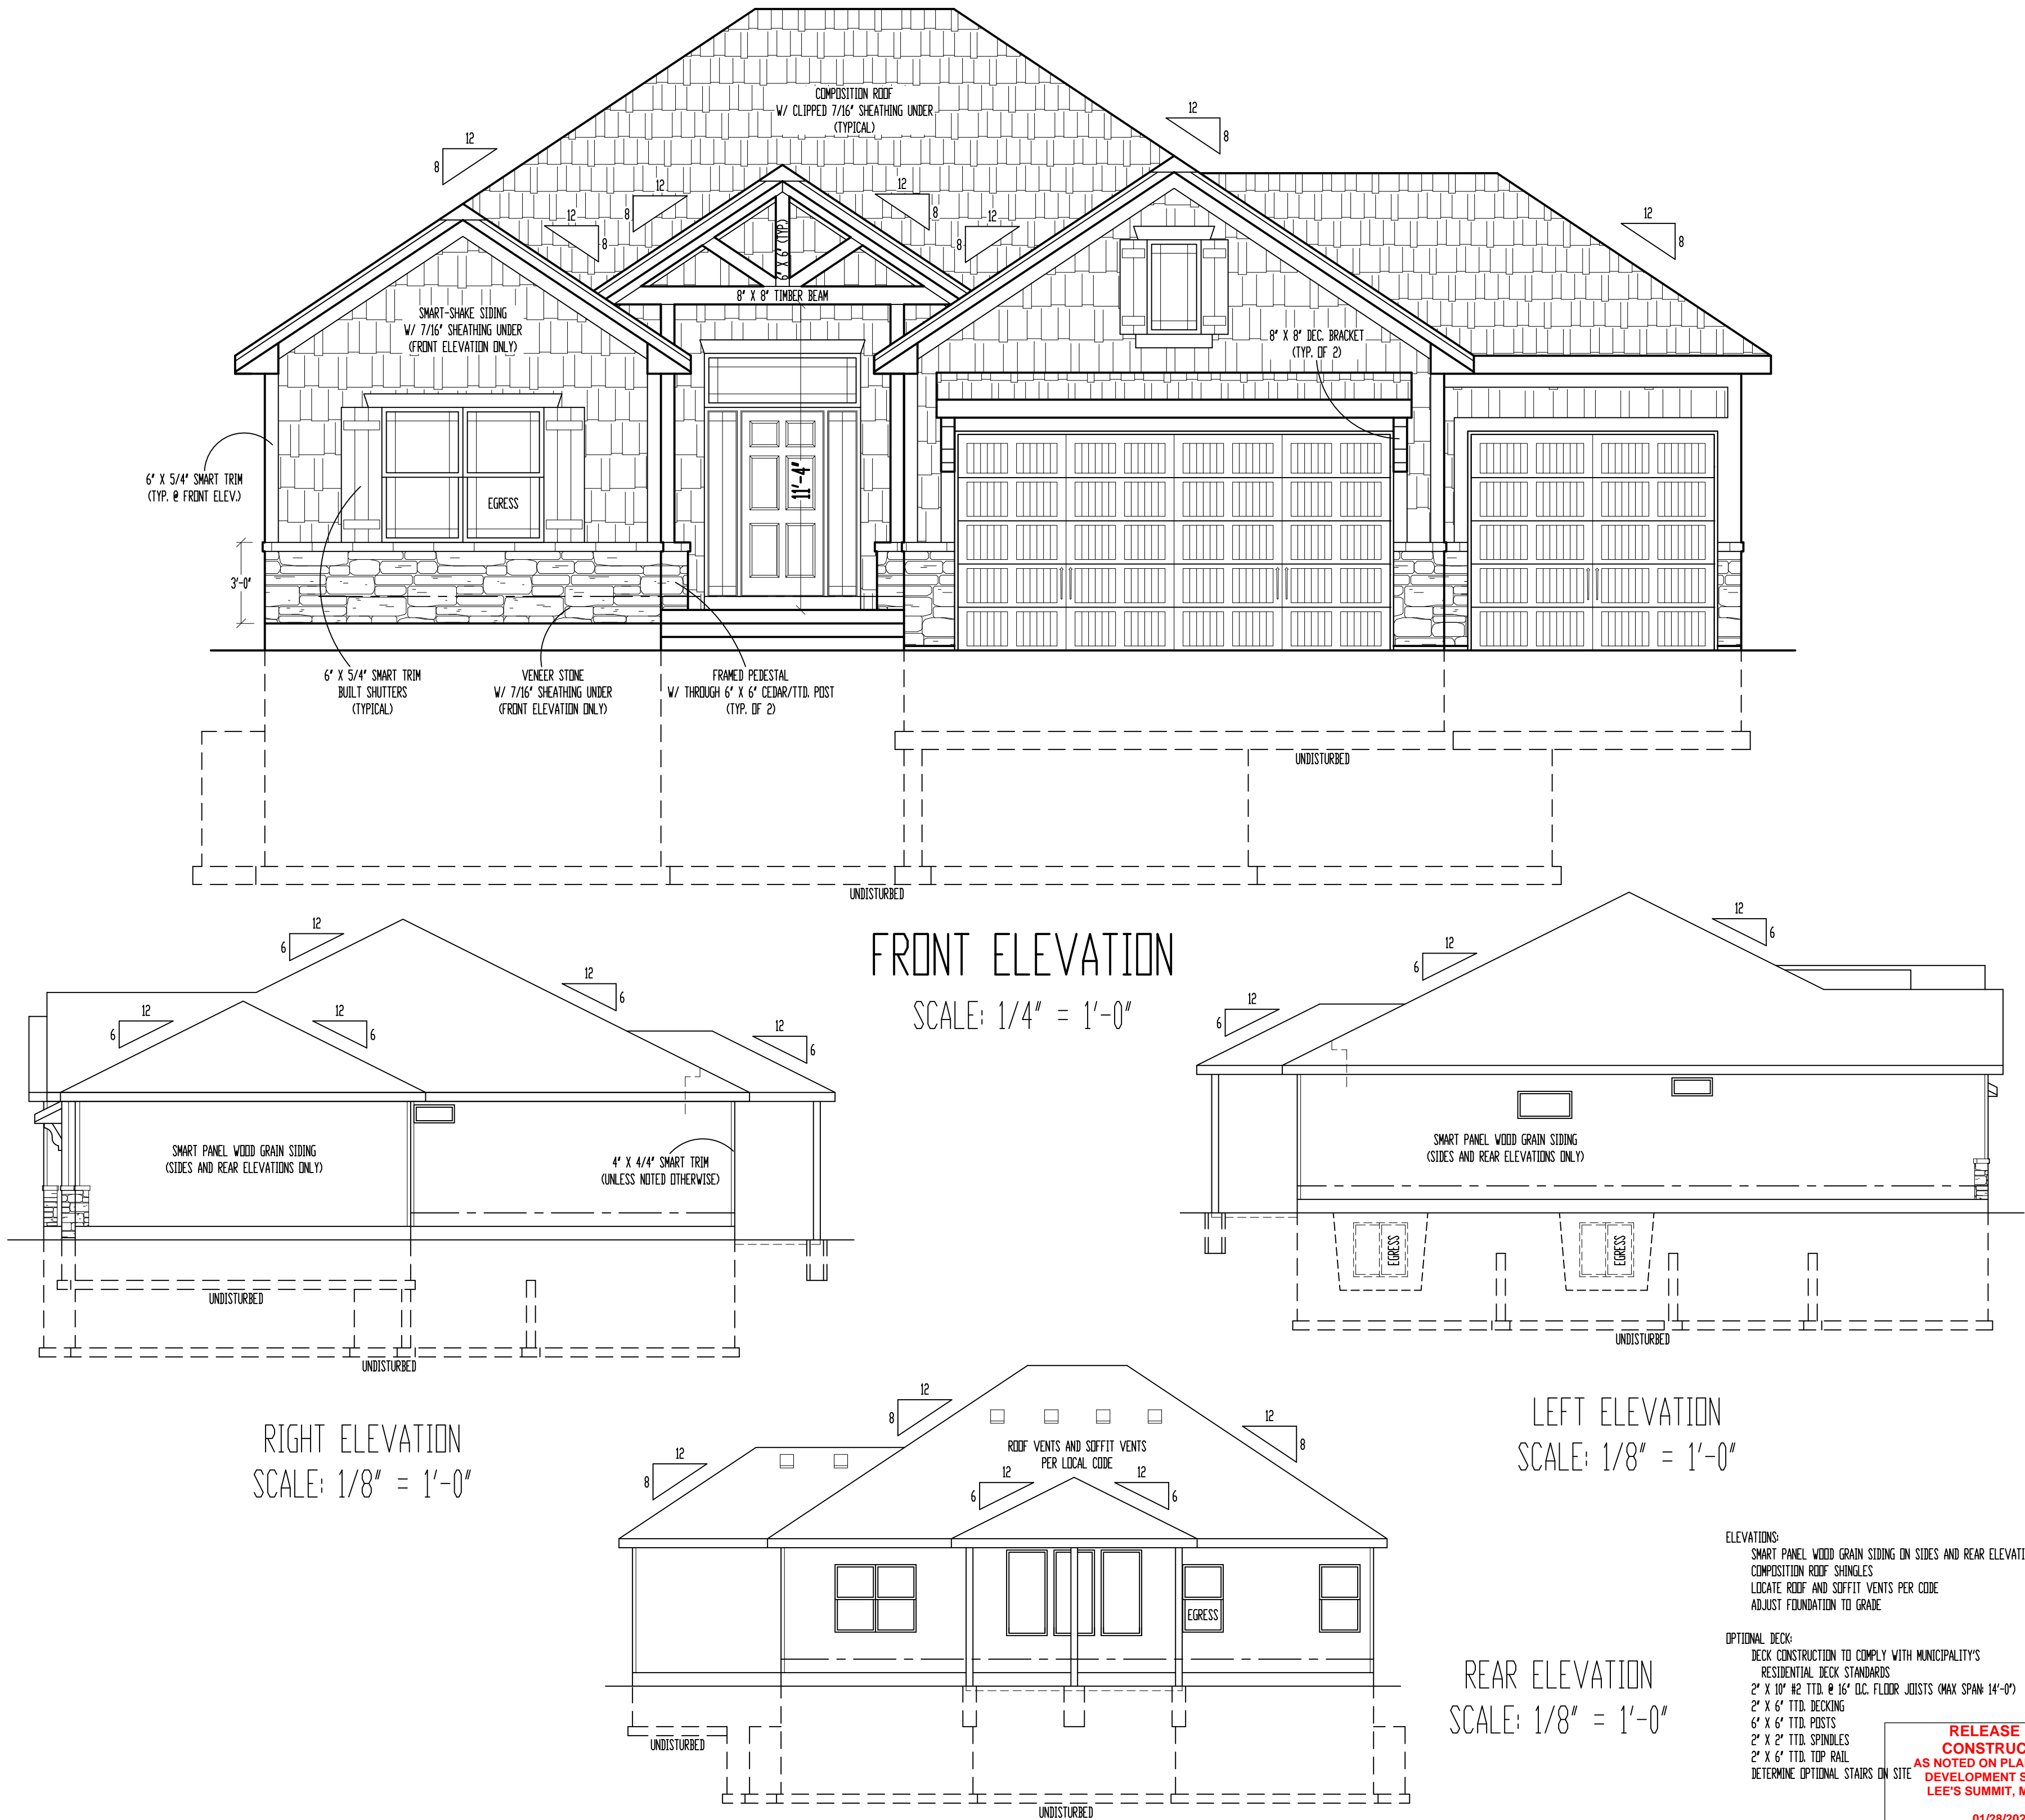 COMPOSITION ROOF
W/ CLIPPED 7/16" SHEATHING UNDER
(TYPICAL)
12
8
12
8
12
8
12
8
12
8
12
8
12
8
6" X 6" (TYP.)
8" X 8" TIMBER BEAM
SMART-SHAKE SIDING
W/ 7/16" SHEATHING UNDER
(FRONT ELEVATION ONLY)
8" X 8" DEC. BRACKET
(TYP. OF 2)
6" X 5/4" SMART TRIM
(TYP. @ FRONT ELEV.)
EGRESS
11'-4"
3'-0"
6" X 5/4" SMART TRIM
BUILT SHUTTERS
(TYPICAL)
VENEER STONE
W/ 7/16" SHEATHING UNDER
(FRONT ELEVATION ONLY)
FRAMED PEDESTAL
W/ THROUGH 6" X 6" CEDAR/TTD. POST
(TYP. OF 2)
UNDISTURBED
UNDISTURBED
FRONT ELEVATION
SCALE: 1/4" = 1'-0"
12
6
12
6
12
6
12
6
12
6
SMART PANEL WOOD GRAIN SIDING
(SIDES AND REAR ELEVATIONS ONLY)
4" X 4/4" SMART TRIM
(UNLESS NOTED OTHERWISE)
UNDISTURBED
UNDISTURBED
RIGHT ELEVATION
SCALE: 1/8" = 1'-0"
12
6
12
6
12
6
SMART PANEL WOOD GRAIN SIDING
(SIDES AND REAR ELEVATIONS ONLY)
EGRESS
EGRESS
UNDISTURBED
LEFT ELEVATION
SCALE: 1/8" = 1'-0"
12
8
12
8
12
8
ROOF VENTS AND SOFFIT VENTS
PER LOCAL CODE
12
6
12
6
EGRESS
UNDISTURBED
UNDISTURBED
REAR ELEVATION
SCALE: 1/8" = 1'-0"
ELEVATIONS:
SMART PANEL WOOD GRAIN SIDING ON SIDES AND REAR ELEVATI
COMPOSITION ROOF SHINGLES
LOCATE ROOF AND SOFFIT VENTS PER CODE
ADJUST FOUNDATION TO GRADE
OPTIONAL DECK:
DECK CONSTRUCTION TO COMPLY WITH MUNICIPALITY'S
RESIDENTIAL DECK STANDARDS
2" X 10" #2 TTD. @ 16" O.C. FLOOR JOISTS (MAX SPAN: 14'-0")
2" X 6" TTD. DECKING
6" X 6" TTD. POSTS
2" X 2" TTD. SPINDLES
2" X 6" TTD. TOP RAIL
DETERMINE OPTIONAL STAIRS ON SITE
RELEASE
CONSTRUC
AS NOTED ON PLA
DEVELOPMENT S
LEE'S SUMMIT, M
01/28/202